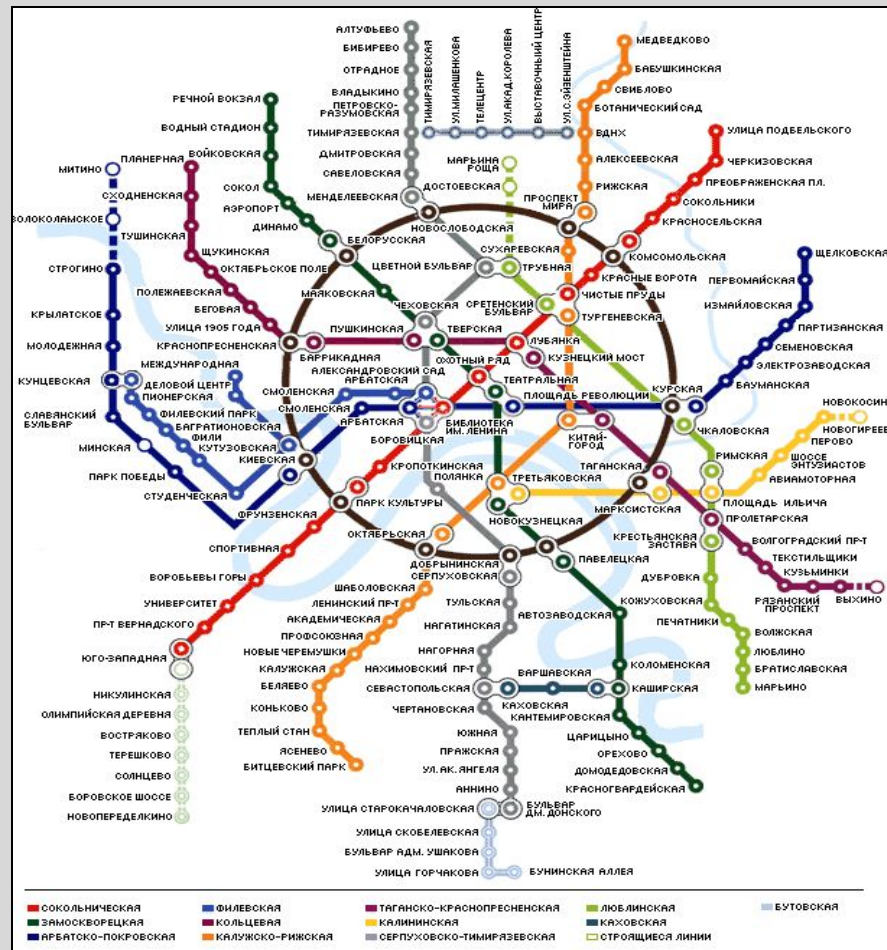 АЛТУФЬЕВО
БИБИРЕВО
ОТРАДНОЕ
ВЛАДЫКИНО
ПЕТРОВСКО-
РАЗУМОВСКАЯ
ТИМИРЯЗЕВСКАЯ
ДМИТРОВСКАЯ
САВЕЛОВСКАЯ
МЕНДЕЛЕЕВСКАЯ
ТИМИРЯЗЕВСКАЯ
УЛ.МИЛАШЕНКОВА
ТЕЛЕЦЕНТР
УЛ.АКАД.КОРОЛЕВА
ВЫСТАВОЧНЫЙ ЦЕНТР
УЛ.С.ЭЙЗЕНШТЕЙНА
МЕДВЕДКОВО
БАБУШКИНСКАЯ
СВИБЛОВО
БОТАНИЧЕСКИЙ САД
ВДНХ
АЛЕКСЕЕВСКАЯ
РИЖСКАЯ
ПРОСПЕКТ
МИРА
УЛИЦА ПОДБЕЛЬСКОГО
ЧЕРКИЗОВСКАЯ
ПРЕОБРАЖЕНСКАЯ ПЛ.
СОКОЛЬНИКИ
КРАСНОСЕЛЬСКАЯ
КОМСОМОЛЬСКАЯ
КРАСНЫЕ ВОРОТА
ЧИСТЫЕ ПРУДЫ
ТУРГЕНЕВСКАЯ
РЕЧНОЙ ВОКЗАЛ
ВОДНЫЙ СТАДИОН
ВОЙКОВСКАЯ
СОКОЛ
АЭРОПОРТ
ДИНАМО
БЕЛОРУССКАЯ
МАЯКОВСКАЯ
МИТИНО
ВОЛОКОЛАМСКОЕ
СТРОГИНО
КРЫЛАТСКОЕ
МОЛОДЕЖНАЯ
КУНЦЕВСКАЯ
СЛАВЯНСКИЙ
БУЛЬВАР
МИНСКАЯ
ПАРК ПОБЕДЫ
ПЛАНЕРНАЯ
СХОДНЕНСКАЯ
ТУШИНСКАЯ
ЩУКИНСКАЯ
ОКТЯБРЬСКОЕ ПОЛЕ
ПОЛЕЖАЕВСКАЯ
БЕГОВАЯ
УЛИЦА 1905 ГОДА
КРАСНОПРЕСНЕНСКАЯ
БАРРИКАДНАЯ
МАРЬИНА
РОЩА
ДОСТОЕВСКАЯ
НОВОСЛОБОДСКАЯ
СУХАРЕВСКАЯ
ЦВЕТНОЙ БУЛЬВАР
ТРУБНАЯ
СРЕТЕНСКИЙ
БУЛЬВАР
ЧЕХОВСКАЯ
ПУШКИНСКАЯ
ТВЕРСКАЯ
ЛУБЯНКА
КУЗНЕЦКИЙ МОСТ
ОХОТНЫЙ РЯД
ТЕАТРАЛЬНАЯ
ПЛОЩАДЬ РЕВОЛЮЦИИ
АЛЕКСАНДРОВСКИЙ САД
АРБАТСКАЯ
СМОЛЕНСКАЯ
СМОЛЕНСКАЯ
АРБАТСКАЯ
БИБЛИОТЕКА
ИМ. ЛЕНИНА
БОРОВИЦКАЯ
МЕЖДУНАРОДНАЯ
ДЕЛОВОЙ ЦЕНТР
ПИОНЕРСКАЯ
ФИЛЕВСКИЙ ПАРК
БАГРАТИОНОВСКАЯ
ФИЛИ
КУТУЗОВСКАЯ
КИЕВСКАЯ
СТУДЕНЧЕСКАЯ
ЩЕЛКОВСКАЯ
ПЕРВОМАЙСКАЯ
ИЗМАЙЛОВСКАЯ
ПАРТИЗАНСКАЯ
СЕМЕНОВСКАЯ
ЭЛЕКТРОЗАВОДСКАЯ
БАУМАНСКАЯ
КУРСКАЯ
ЧКАЛОВСКАЯ
НОВОКОСИНО
НОВОГИРЕЕВО
ПЕРОВО
ШОССЕ
ЭНТУЗИАСТОВ
АВИАМОТОРНАЯ
РИМСКАЯ
ПЛОЩАДЬ ИЛЬИЧА
КИТАЙ-
ГОРОД
ТАГАНСКАЯ
МАРКСИСТСКАЯ
ПРОЛЕТАРСКАЯ
КРЕСТЬЯНСКАЯ
ЗАСТАВА
ВОЛГОГРАДСКИЙ ПР-Т
ТЕКСТИЛЬЩИКИ
КУЗЬМИНКИ
РЯЗАНСКИЙ
ПРОСПЕКТ
ВЫХИНО
ДУБРОВКА
КОЖУХОВСКАЯ
ПЕЧАТНИКИ
ВОЛЖСКАЯ
ЛЮБЛИНО
БРАТИСЛАВСКАЯ
МАРЬИНО
КРОПОТКИНСКАЯ
ПОЛЯНКА
ТРЕТЬЯКОВСКАЯ
НОВОКУЗНЕЦКАЯ
ПАРК КУЛЬТУРЫ
ОКТЯБРЬСКАЯ
ДОБРЫНИНСКАЯ
СЕРПУХОВСКАЯ
ПАВЕЛЕЦКАЯ
ФРУНЗЕНСКАЯ
СПОРТИВНАЯ
ВОРОБЬЕВЫ ГОРЫ
УНИВЕРСИТЕТ
ПР-Т ВЕРНАДСКОГО
ЮГО-ЗАПАДНАЯ
НИКУЛИНСКАЯ
ОЛИМПИЙСКАЯ ДЕРЕВНЯ
ВОСТРЯКОВО
ТЕРЕШКОВО
СОЛНЦЕВО
БОРОВСКОЕ ШОССЕ
НОВОПЕРЕДЕЛКИНО
ШАБОЛОВСКАЯ
ЛЕНИНСКИЙ ПР-Т
АКАДЕМИЧЕСКАЯ
ПРОФСОЮЗНАЯ
НОВЫЕ ЧЕРЕМУШКИ
КАЛУЖСКАЯ
БЕЛЯЕВО
КОНЬКОВО
ТЕПЛЫЙ СТАН
ЯСЕНЕВО
БИТЦЕВСКИЙ ПАРК
ТУЛЬСКАЯ
НАГАТИНСКАЯ
НАГОРНАЯ
НАХИМОВСКИЙ ПР-Т
СЕВАСТОПОЛЬСКАЯ
ЧЕРТАНОВСКАЯ
ЮЖНАЯ
ПРАЖСКАЯ
УЛ. АК. ЯНГЕЛЯ
АННИНО
БУЛЬВАР
ДМ. ДОНСКОГО
УЛИЦА СТАРОКАЧАЛОВСКАЯ
УЛИЦА СКОБЕЛЕВСКАЯ
БУЛЬВАР АДМ. УШАКОВА
УЛИЦА ГОРЧАКОВА
БУНИНСКАЯ АЛЛЕЯ
АВТОЗАВОДСКАЯ
КОЛОМЕНСКАЯ
ВАРШАВСКАЯ
КАХОВСКАЯ
КАШИРСКАЯ
КАНТЕМИРОВСКАЯ
ЦАРИЦЫНО
ОРЕХОВО
ДОМОДЕДОВСКАЯ
КРАСНОГВАРДЕЙСКАЯ
СОКОЛЬНИЧЕСКАЯ
ЗАМОСКВОРЕЦКАЯ
АРБАТСКО-ПОКРОВСКАЯ
ФИЛЕВСКАЯ
КОЛЬЦЕВАЯ
КАЛУЖСКО-РИЖСКАЯ
ТАГАНСКО-КРАСНОПРЕСНЕНСКАЯ
КАЛИНИНСКАЯ
СЕРПУХОВСКО-ТИМИРЯЗЕВСКАЯ
ЛЮБЛИНСКАЯ
КАХОВСКАЯ
СТРОЯЩИЕСЯ ЛИНИИ
БУТОВСКАЯ